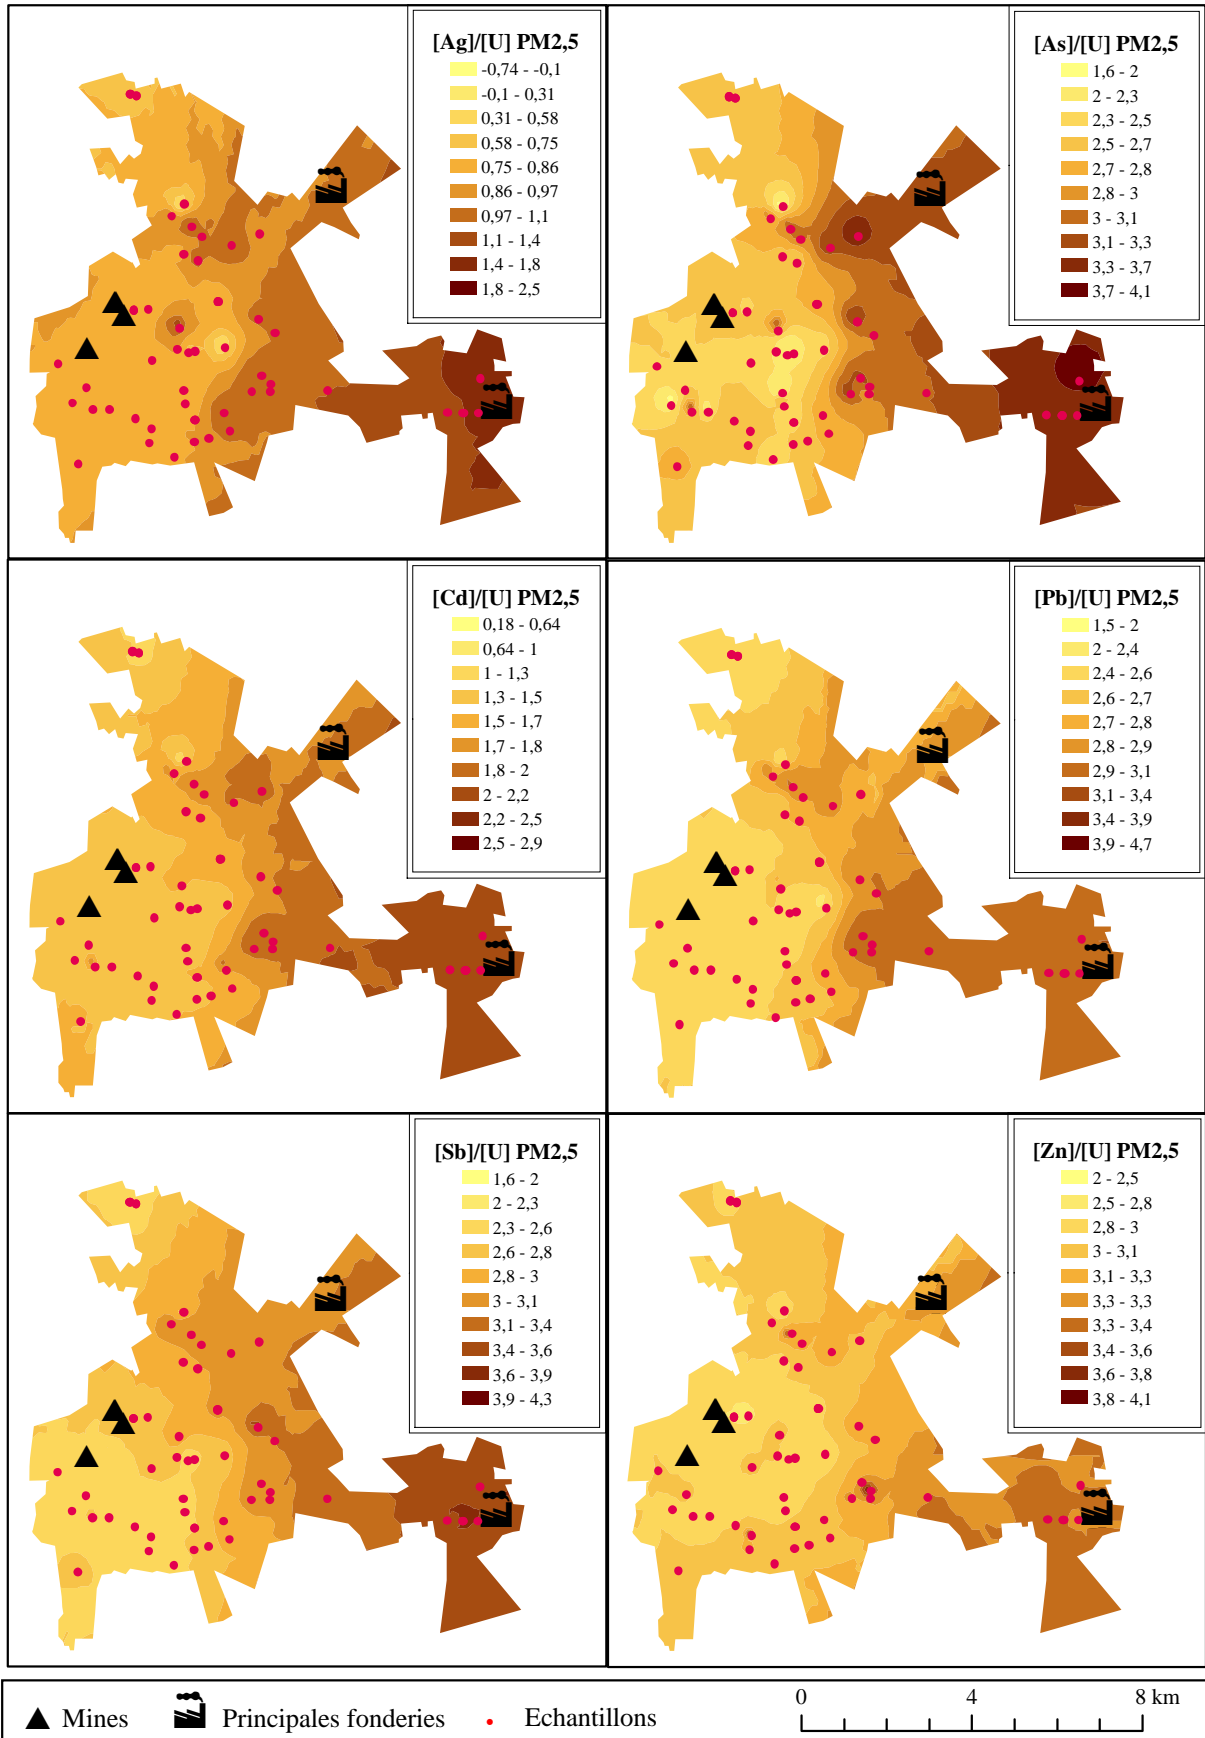 [Ag]/[U] PM2,5
-0,74 - -0,1
-0,1 - 0,31
0,31 - 0,58
0,58 - 0,75
0,75 - 0,86
0,86 - 0,97
0,97 - 1,1
1,1 - 1,4
1,4 - 1,8
1,8 - 2,5
[As]/[U] PM2,5
1,6 - 2
2 - 2,3
2,3 - 2,5
2,5 - 2,7
2,7 - 2,8
2,8 - 3
3 - 3,1
3,1 - 3,3
3,3 - 3,7
3,7 - 4,1
[Cd]/[U] PM2,5
0,18 - 0,64
0,64 - 1
1 - 1,3
1,3 - 1,5
1,5 - 1,7
1,7 - 1,8
1,8 - 2
2 - 2,2
2,2 - 2,5
2,5 - 2,9
[Pb]/[U] PM2,5
1,5 - 2
2 - 2,4
2,4 - 2,6
2,6 - 2,7
2,7 - 2,8
2,8 - 2,9
2,9 - 3,1
3,1 - 3,4
3,4 - 3,9
3,9 - 4,7
[Sb]/[U] PM2,5
1,6 - 2
2 - 2,3
2,3 - 2,6
2,6 - 2,8
2,8 - 3
3 - 3,1
3,1 - 3,4
3,4 - 3,6
3,6 - 3,9
3,9 - 4,3
[Zn]/[U] PM2,5
2 - 2,5
2,5 - 2,8
2,8 - 3
3 - 3,1
3,1 - 3,3
3,3 - 3,3
3,3 - 3,4
3,4 - 3,6
3,6 - 3,8
3,8 - 4,1
Mines
Principales fonderies
Echantillons
0 4 8 km